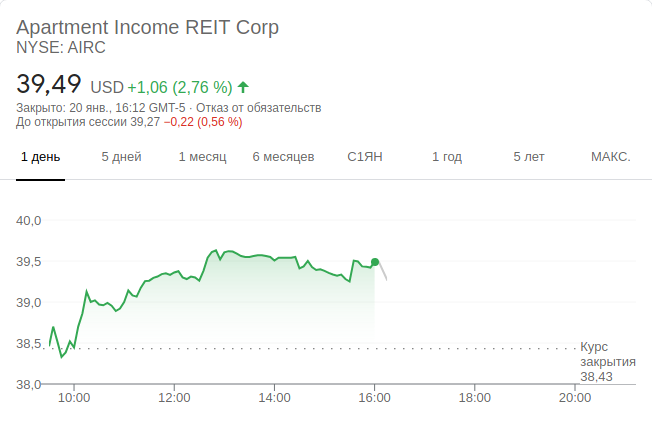 Apartment Income REIT Corp
NYSE: AIRC
39,49 USD +1,06 (2,76 %)
Закрыто: 20 янв., 16:12 GMT-5 · Отказ от обязательств
До открытия сессии 39,27 −0,22 (0,56 %)
1 день 5 дней 1 месяц 6 месяцев С1ЯН 1 год 5 лет МАКС.
40,0
39,5
39,0
38,5
38,0
Курс
закрытия
38,43
10:00 12:00 14:00 16:00 18:00 20:00